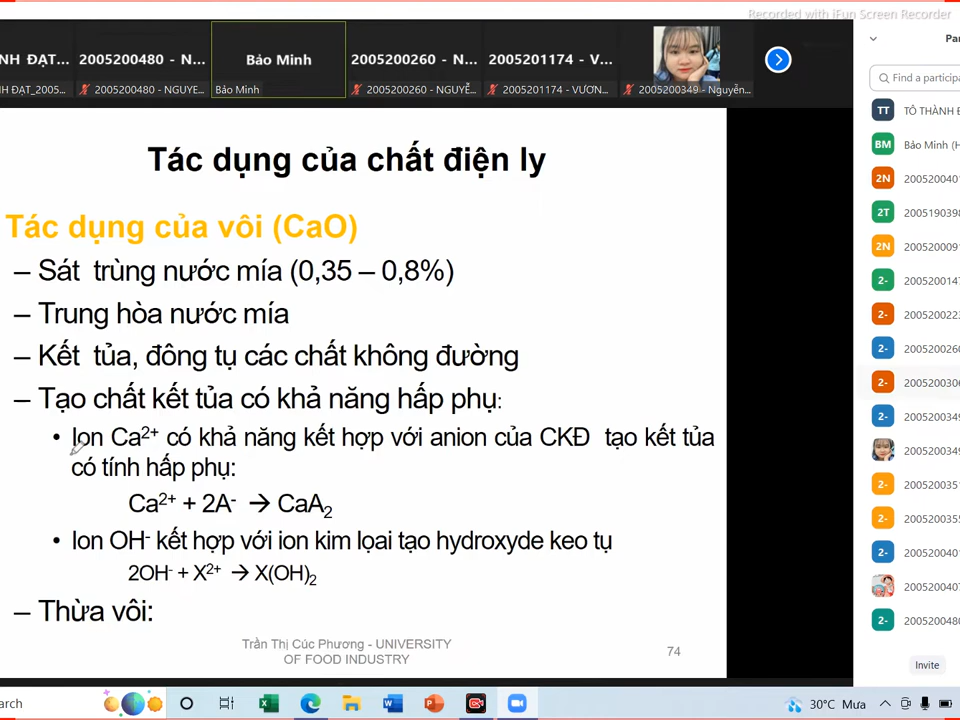 Recorded with iFun Screen Recorder
NH ĐẠT... 2005200480 - N... Bảo Minh 2005200260 - N... 2005201174 - V...
NH ĐẠT_2005... 2005200480 - NGUYE... Bảo Minh 2005200260 - NGUYỄ... 2005201174 - VƯƠN... 2005200349 - Nguyễn...
Par
Find a participa
TT TÔ THÀNH Đ
BM Bảo Minh (H
2N 200520040
2T 2005190398
2N 200520009
2- 2005200147
2- 200520022
2- 2005200260
2- 200520030
2- 200520034
200520034
2- 200520035
2- 200520035
2- 200520040
200520040
2- 2005200480
Invite
Tác dụng của chất điện ly
Tác dụng của vôi (CaO)
– Sát trùng nước mía (0,35 – 0,8%)
– Trung hòa nước mía
– Kết tủa, đông tụ các chất không đường
– Tạo chất kết tủa có khả năng hấp phụ:
• Ion Ca²⁺ có khả năng kết hợp với anion của CKĐ tạo kết tủa
có tính hấp phụ:
Ca²⁺ + 2A⁻ → CaA₂
• Ion OH⁻ kết hợp với ion kim lọai tạo hydroxyde keo tụ
2OH⁻ + X²⁺ → X(OH)₂
– Thừa vôi:
Trần Thị Cúc Phương - UNIVERSITY
OF FOOD INDUSTRY
74
arch
30°C Mưa